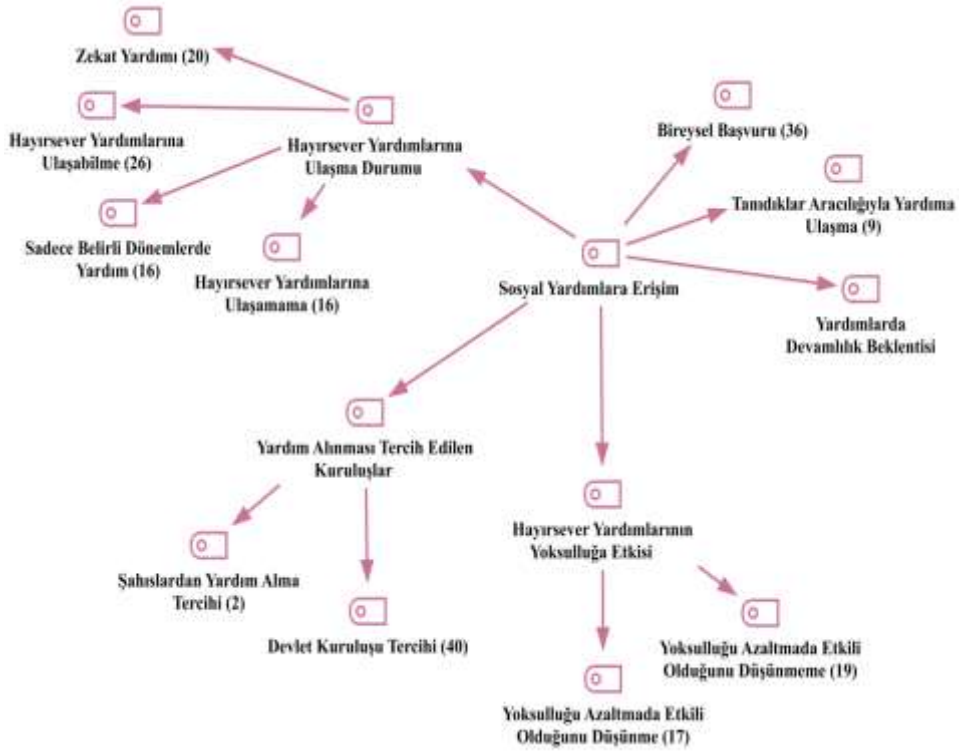 Zekat Yardımı (20)
Hayırsever Yardımlarına
Ulaşabilme (26)
Hayırsever Yardımlarına
Ulaşma Durumu
Sadece Belirli Dönemlerde
Yardım (16)
Hayırsever Yardımlarına
Ulaşamama (16)
Bireysel Başvuru (36)
Tanıdıklar Aracılığıyla Yardıma
Ulaşma (9)
Sosyal Yardımlara Erişim
Yardımlarda
Devamlılık Beklentisi
Yardım Alınması Tercih Edilen
Kuruluşlar
Şahıslardan Yardım Alma
Tercihi (2)
Devlet Kuruluşu Tercihi (40)
Hayırsever Yardımlarının
Yoksulluğa Etkisi
Yoksulluğu Azaltmada Etkili
Olduğunu Düşünmeme (19)
Yoksulluğu Azaltmada Etkili
Olduğunu Düşünme (17)